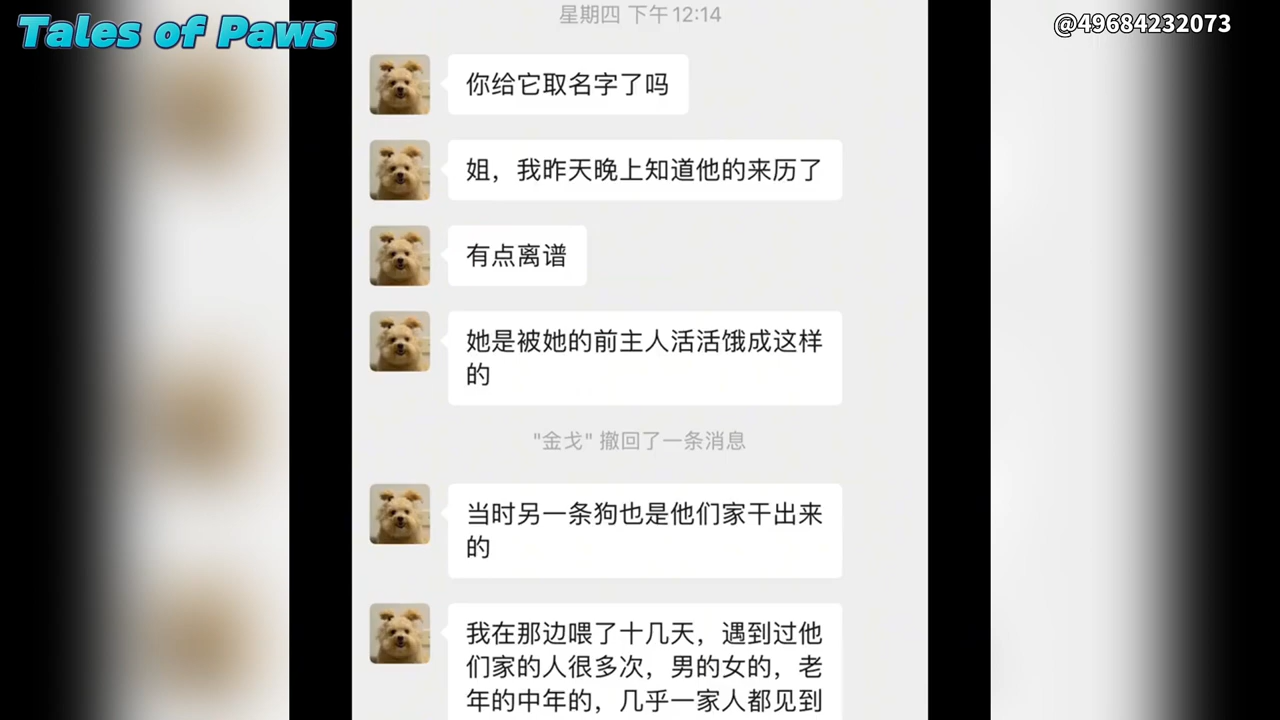 Tales of Paws
@49684232073
星期四 下午12:14
你给它取名字了吗
姐，我昨天晚上知道他的来历了
有点离谱
她是被她的前主人活活饿成这样
的
"金戈" 撤回了一条消息
当时另一条狗也是他们家干出来
的
我在那边喂了十几天，遇到过他
们家的人很多次，男的女的，老
年的中年的，几乎一家人都见到